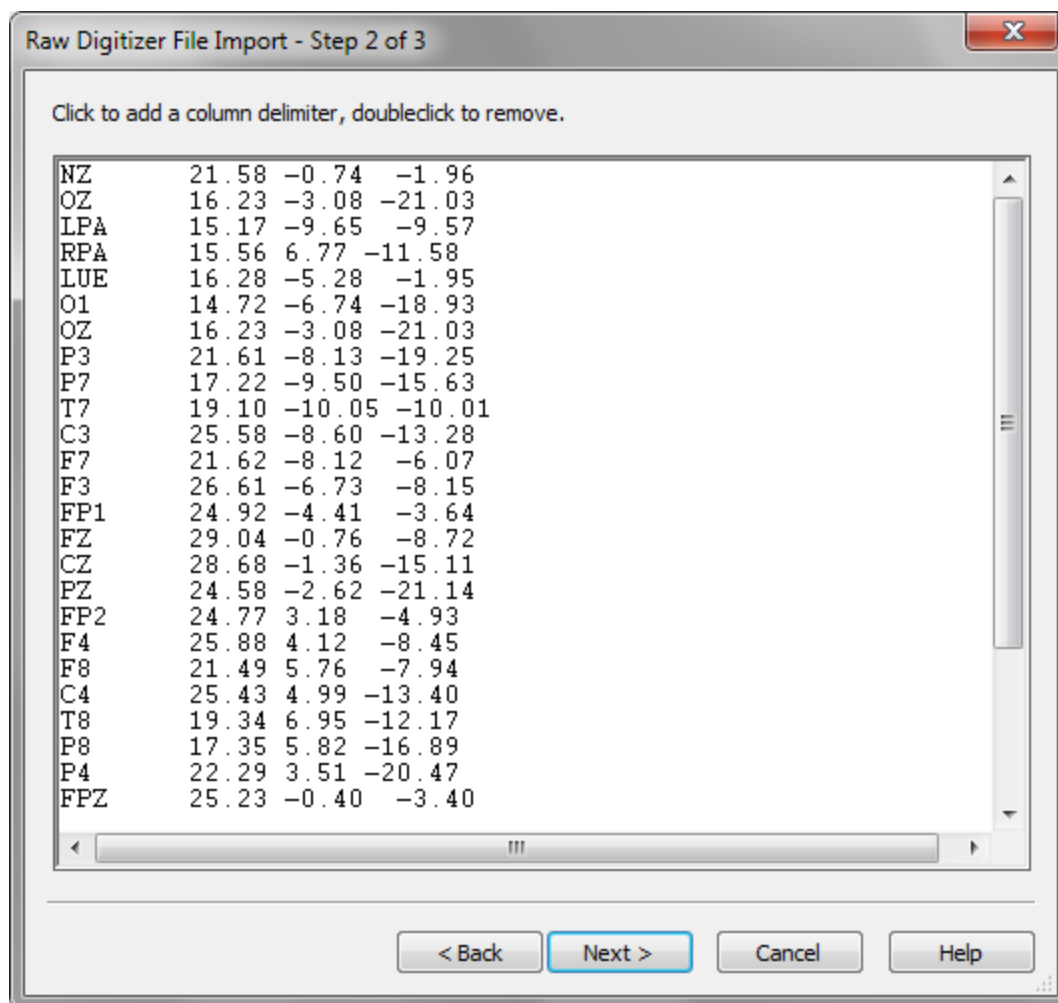 Raw Digitizer File Import - Step 2 of 3
Click to add a column delimiter, doubleclick to remove.
NZ 21.58 -0.74 -1.96
OZ 16.23 -3.08 -21.03
LPA 15.17 -9.65 -9.57
RPA 15.56 6.77 -11.58
LUE 16.28 -5.28 -1.95
O1 14.72 -6.74 -18.93
OZ 16.23 -3.08 -21.03
P3 21.61 -8.13 -19.25
P7 17.22 -9.50 -15.63
T7 19.10 -10.05 -10.01
C3 25.58 -8.60 -13.28
F7 21.62 -8.12 -6.07
F3 26.61 -6.73 -8.15
FP1 24.92 -4.41 -3.64
FZ 29.04 -0.76 -8.72
CZ 28.68 -1.36 -15.11
PZ 24.58 -2.62 -21.14
FP2 24.77 3.18 -4.93
F4 25.88 4.12 -8.45
F8 21.49 5.76 -7.94
C4 25.43 4.99 -13.40
T8 19.34 6.95 -12.17
P8 17.35 5.82 -16.89
P4 22.29 3.51 -20.47
FPZ 25.23 -0.40 -3.40
< Back Next > Cancel Help